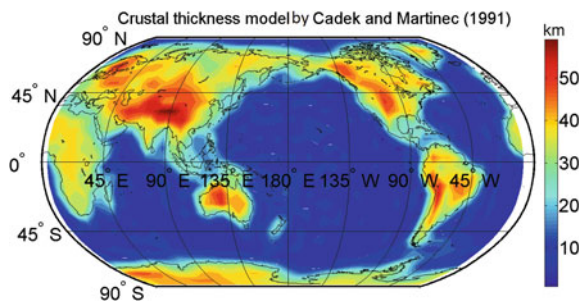 Crustal thickness model by Cadek and Martinec (1991)
90° N
km
45° N
50
40
0°
45° E 90° E 135° E 180° E 135° W 90° W 45° W
30
20
45° S
10
90° S